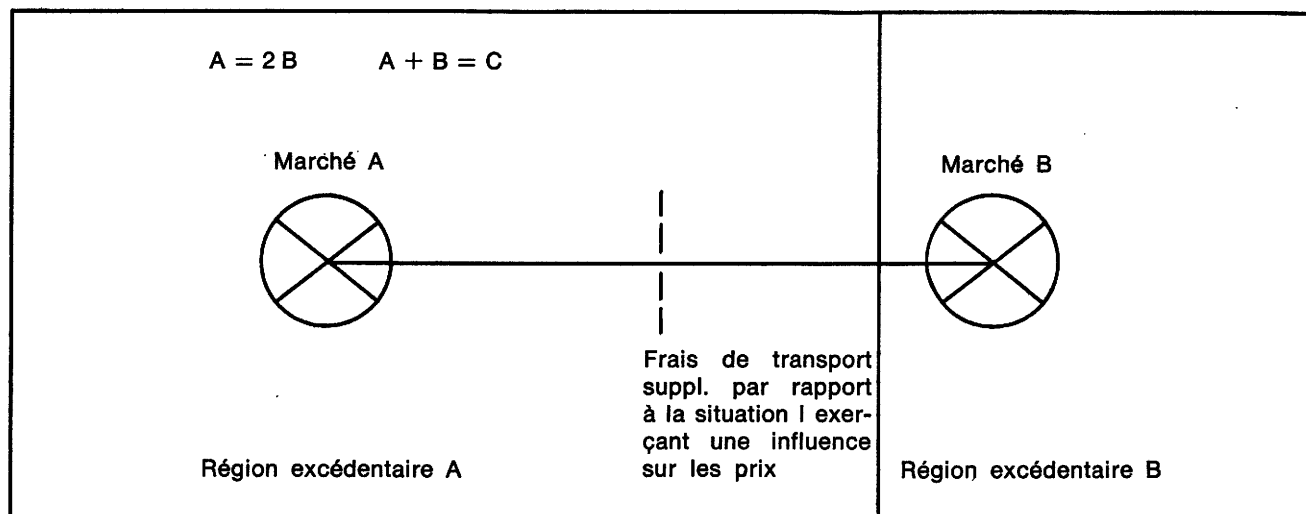 A = 2 B A + B = C
Marché A
Marché B
Frais de transport
suppl. par rapport
à la situation I exer-
çant une influence
sur les prix
Région excédentaire A
Région excédentaire B